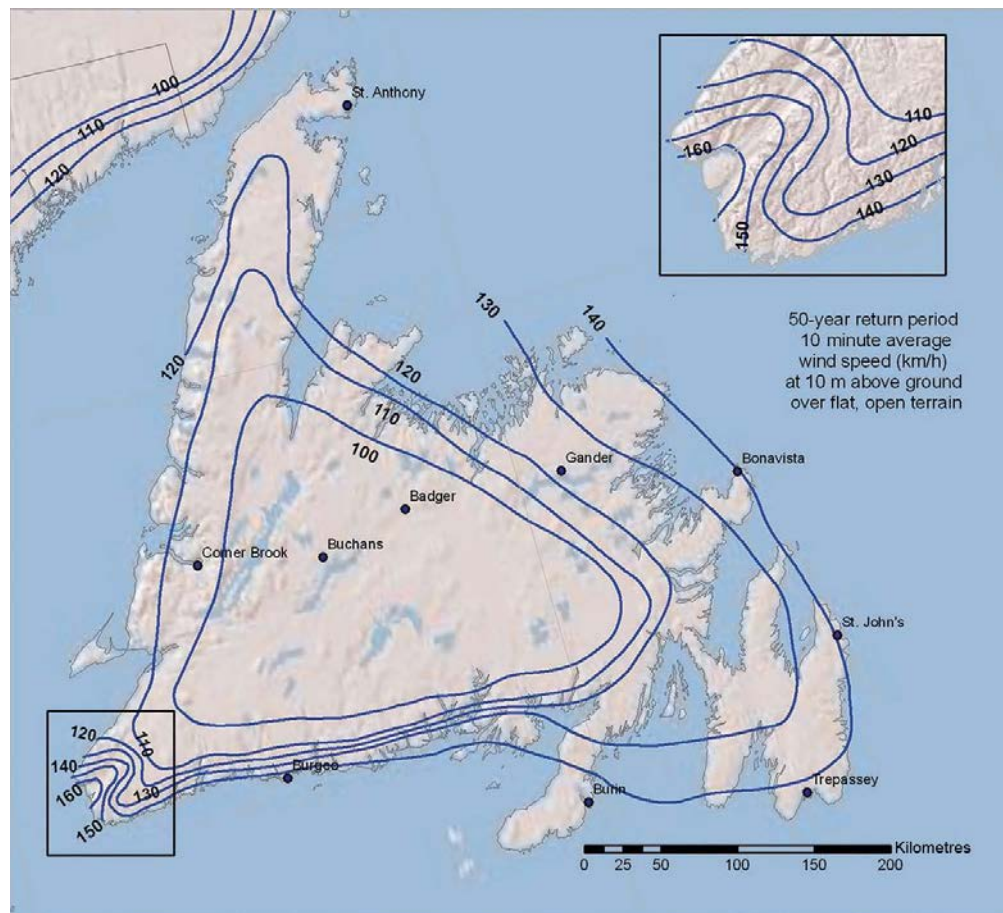 100
110
120
St. Anthony
110
160
120
130
140
150
50-year return period
10 minute average
wind speed (km/h)
at 10 m above ground
over flat, open terrain
130
140
120
120
110
100
Gander
Bonavista
Badger
Buchans
Corner Brook
St. John's
120
110
140
160
130
150
Burgeo
Burin
Trepassey
Kilometres
0 25 50 100 150 200